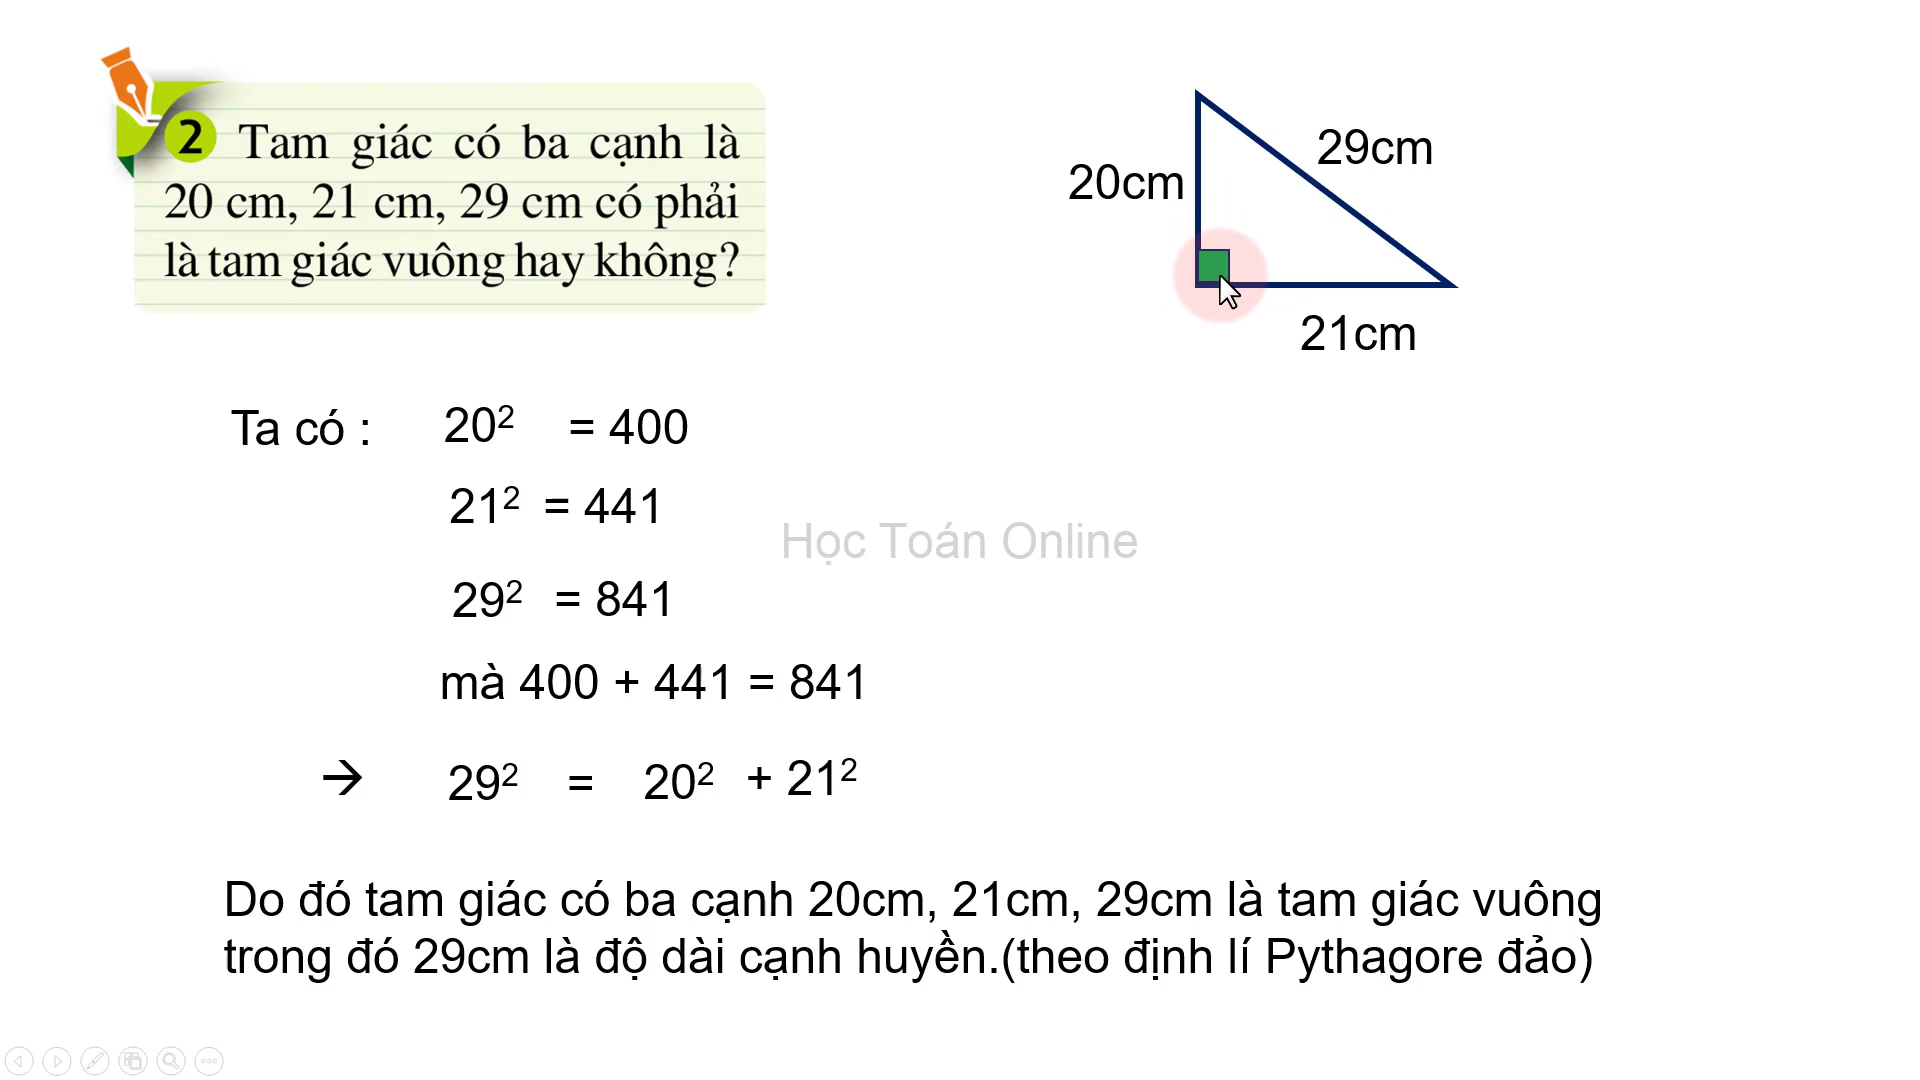 2 Tam giác có ba cạnh là
20 cm, 21 cm, 29 cm có phải
là tam giác vuông hay không?
29cm
20cm
21cm
Ta có : 20² = 400
21² = 441
Học Toán Online
29² = 841
mà 400 + 441 = 841
→ 29² = 20² + 21²
Do đó tam giác có ba cạnh 20cm, 21cm, 29cm là tam giác vuông
trong đó 29cm là độ dài cạnh huyền.(theo định lí Pythagore đảo)